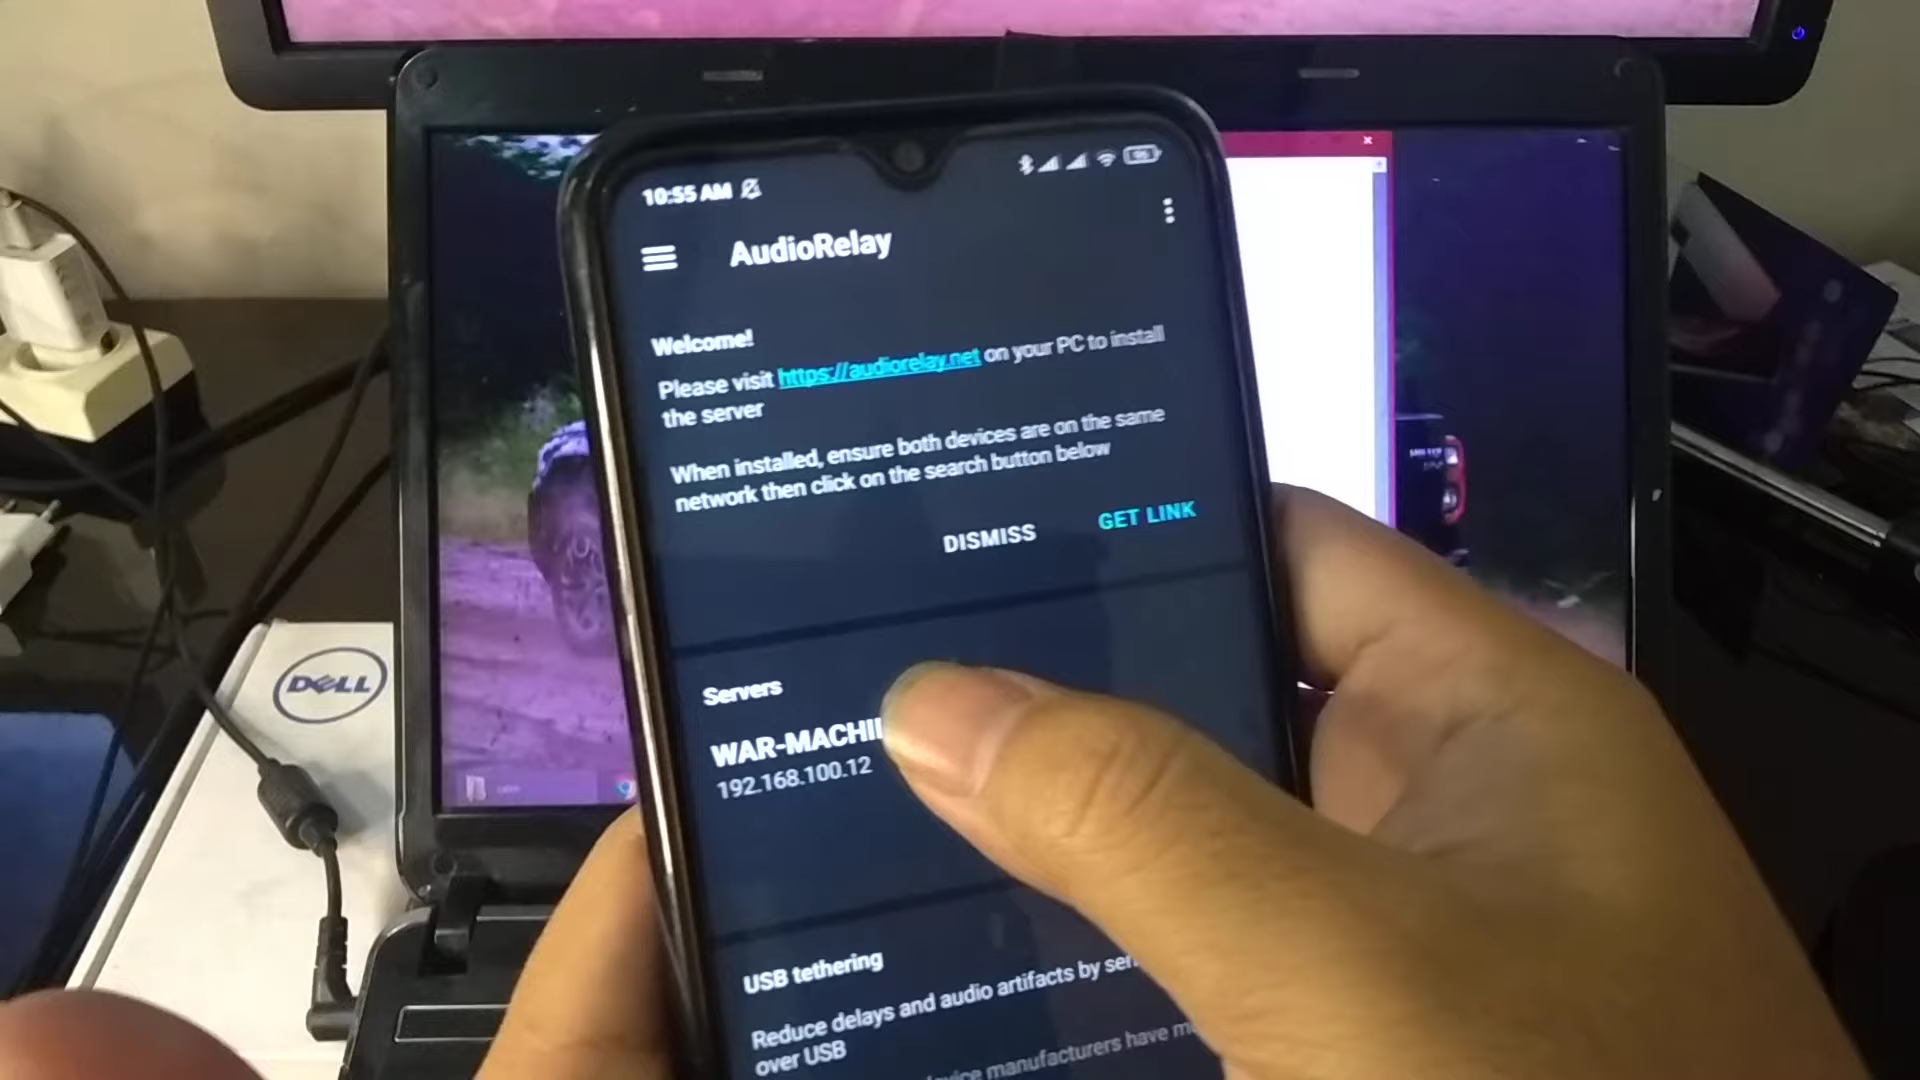 10:55 AM
96
AudioRelay
Welcome!
Please visit https://audiorelay.net on your PC to install
the server
When installed, ensure both devices are on the same
network then click on the search button below
DISMISS
GET LINK
Servers
WAR-MACHI
192.168.100.12
USB tethering
Reduce delays and audio artifacts by sen
over USB
device manufacturers have m
DELL